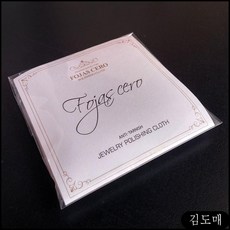 FOJAS CERO
Fojas cero
ANTI TARNISH
JEWELRY POLISHING CLOTH
김도매